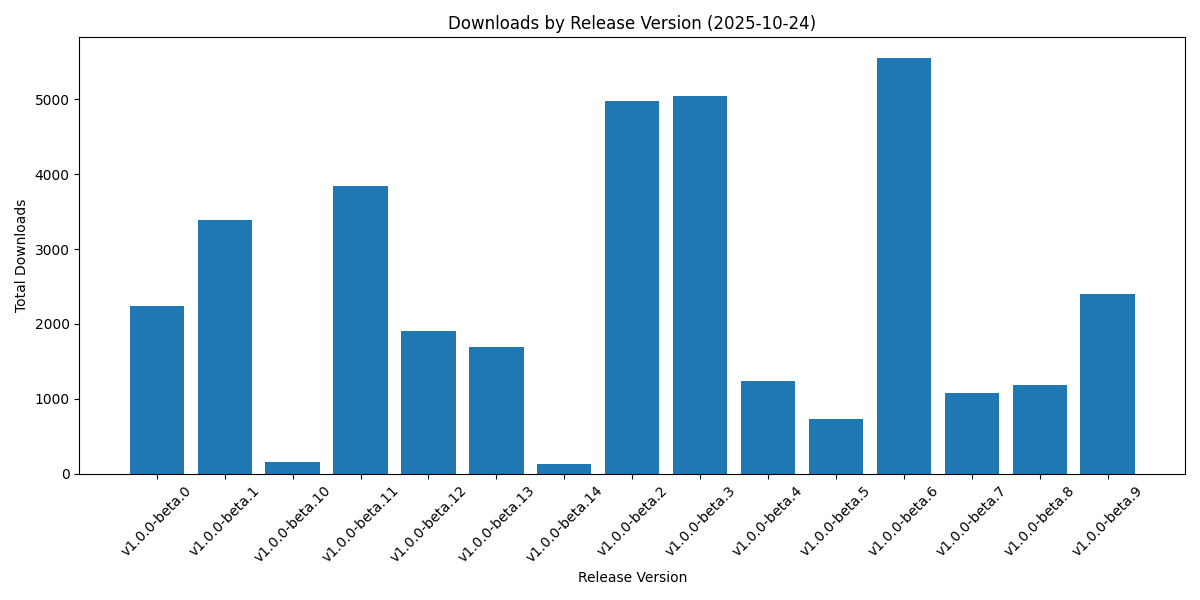 Downloads by Release Version (2025-10-24)
Total Downloads
5000
4000
3000
2000
1000
0
v1.0.0-beta.0
v1.0.0-beta.1
v1.0.0-beta.10
v1.0.0-beta.11
v1.0.0-beta.12
v1.0.0-beta.13
v1.0.0-beta.14
v1.0.0-beta.2
v1.0.0-beta.3
v1.0.0-beta.4
v1.0.0-beta.5
v1.0.0-beta.6
v1.0.0-beta.7
v1.0.0-beta.8
v1.0.0-beta.9
Release Version